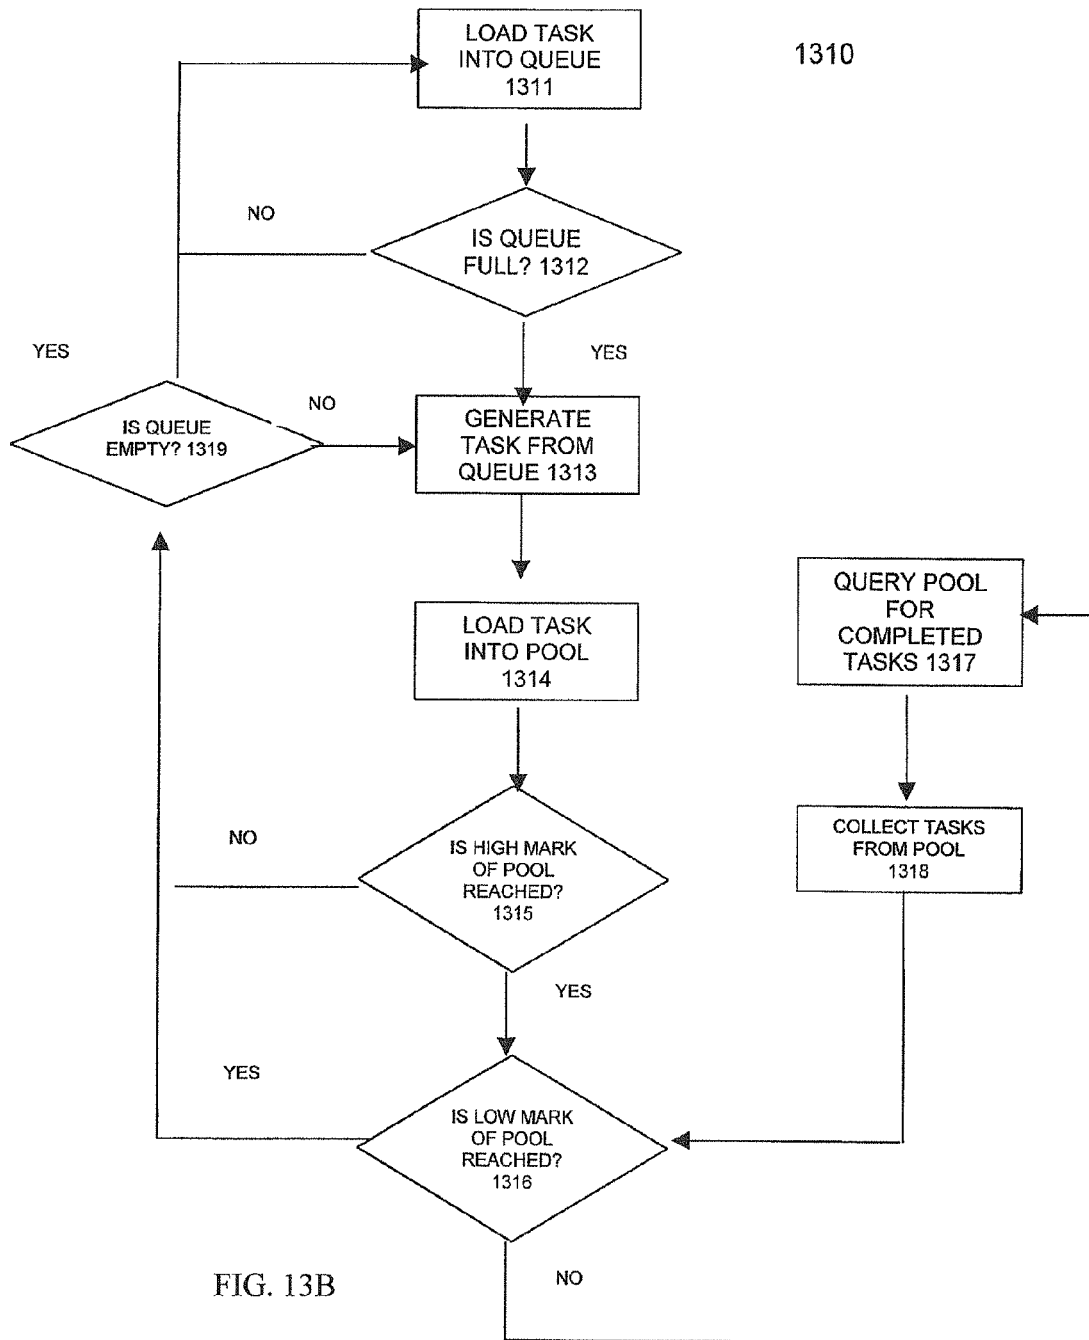 LOAD TASK
INTO QUEUE
1311
1310
NO
IS QUEUE
FULL? 1312
YES
YES
IS QUEUE
EMPTY? 1319
NO
GENERATE
TASK FROM
QUEUE 1313
LOAD TASK
INTO POOL
1314
QUERY POOL
FOR
COMPLETED
TASKS 1317
NO
IS HIGH MARK
OF POOL
REACHED?
1315
COLLECT TASKS
FROM POOL
1318
YES
YES
IS LOW MARK
OF POOL
REACHED?
1316
NO
FIG. 13B